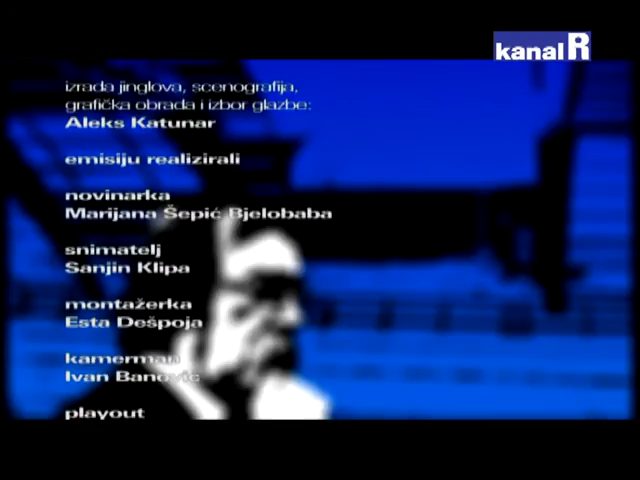 kanal R
izrada jinglova, scenografija,
grafička obrada i izbor glazbe:
Aleks Katunar
emisiju realizirali
novinarka
Marijana Šepić Bjelobaba
snimatelj
Sanjin Klipa
montažerka
Esta Dešpoja
kamerman
Ivan Banovic
playout